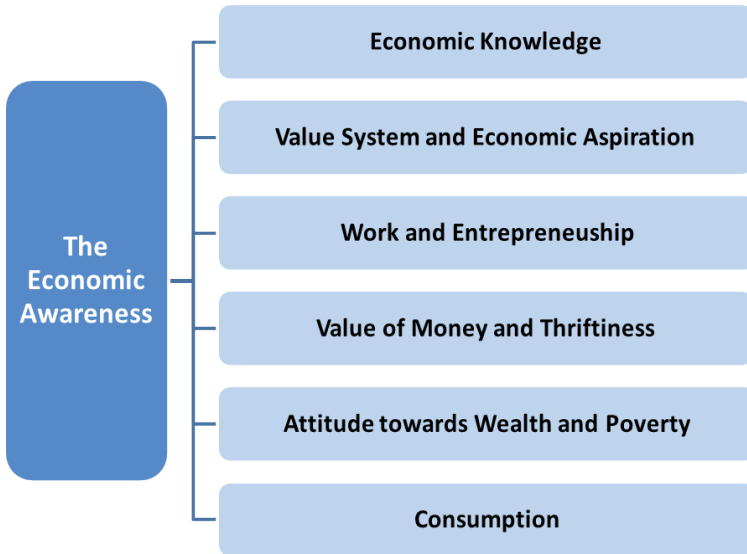 The
Economic
Awareness
Economic Knowledge
Value System and Economic Aspiration
Work and Entrepreneuship
Value of Money and Thriftiness
Attitude towards Wealth and Poverty
Consumption